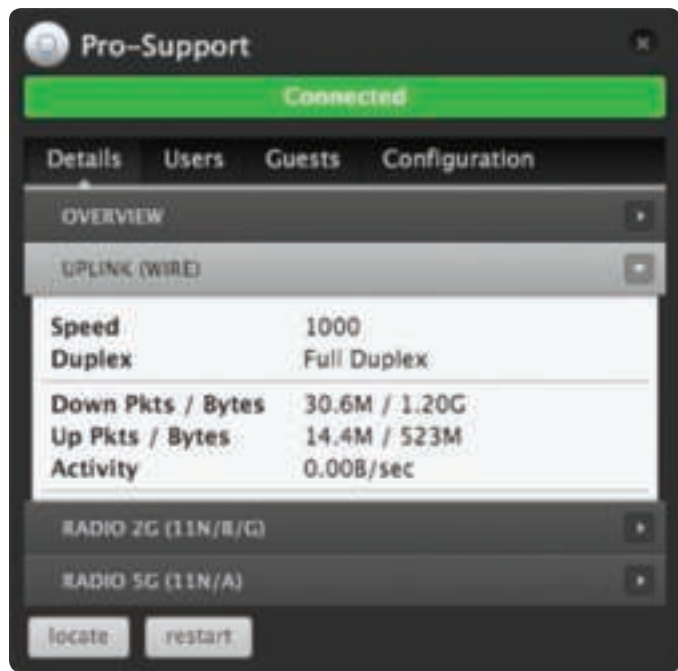 Pro-Support
Connected
Details Users Guests Configuration
OVERVIEW
UPLINK (WIRE)
Speed 1000
Duplex Full Duplex
Down Pkts / Bytes 30.6M / 1.20G
Up Pkts / Bytes 14.4M / 523M
Activity 0.00B/sec
RADIO 2G (11N/B/G)
RADIO 5G (11N/A)
locate restart